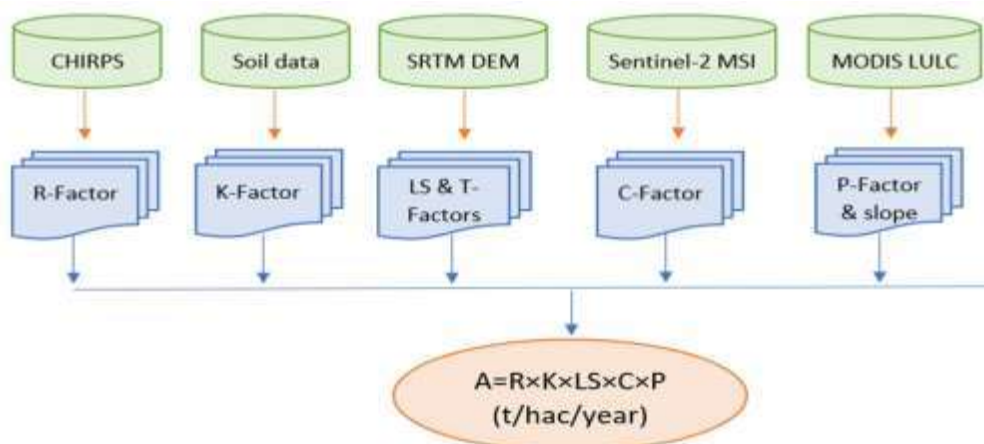 CHIRPS
Soil data
SRTM DEM
Sentinel-2 MSI
MODIS LULC
R-Factor
K-Factor
LS & T-
Factors
C-Factor
P-Factor
& slope
A=R×K×LS×C×P
(t/hac/year)